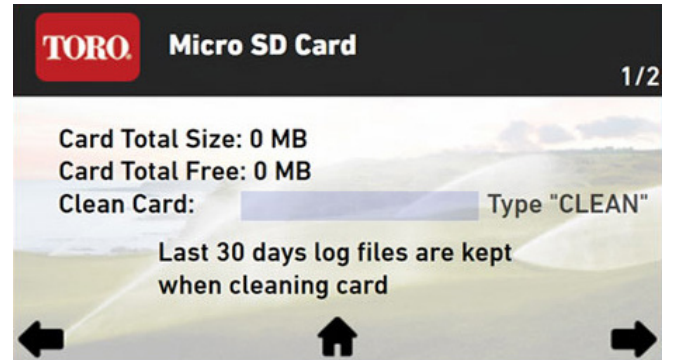 TORO.
Micro SD Card
1/2
Card Total Size: 0 MB
Card Total Free: 0 MB
Clean Card: Type "CLEAN"
Last 30 days log files are kept
when cleaning card